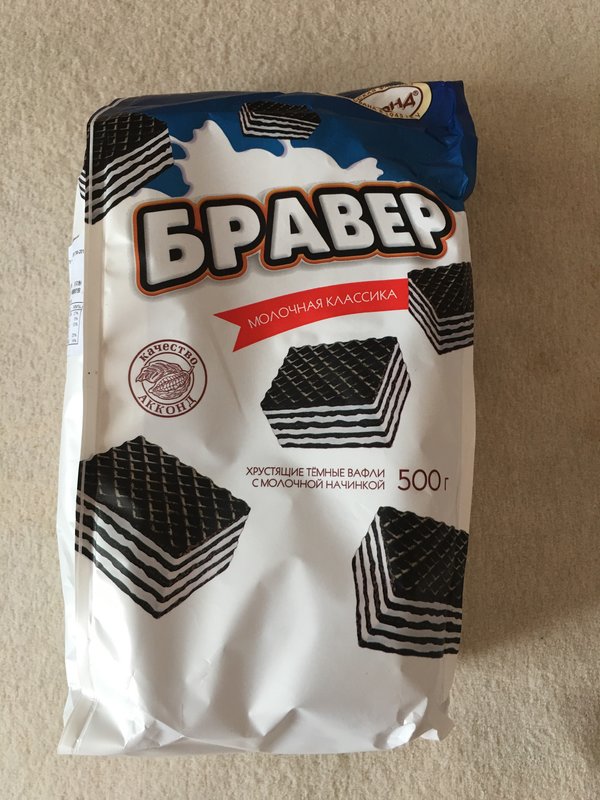 БРАВЕР
МОЛОЧНАЯ КЛАССИКА
качество
АККОНД
ХРУСТЯЩИЕ ТЁМНЫЕ ВАФЛИ
С МОЛОЧНОЙ НАЧИНКОЙ 500 г